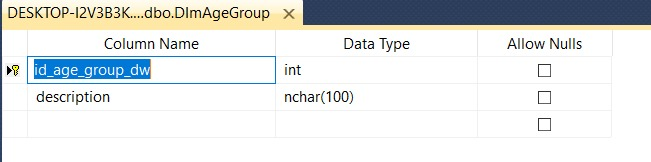 DESKTOP-I2V3B3K....dbo.DImAgeGroup
Column Name Data Type Allow Nulls
id_age_group_dw int
description nchar(100)